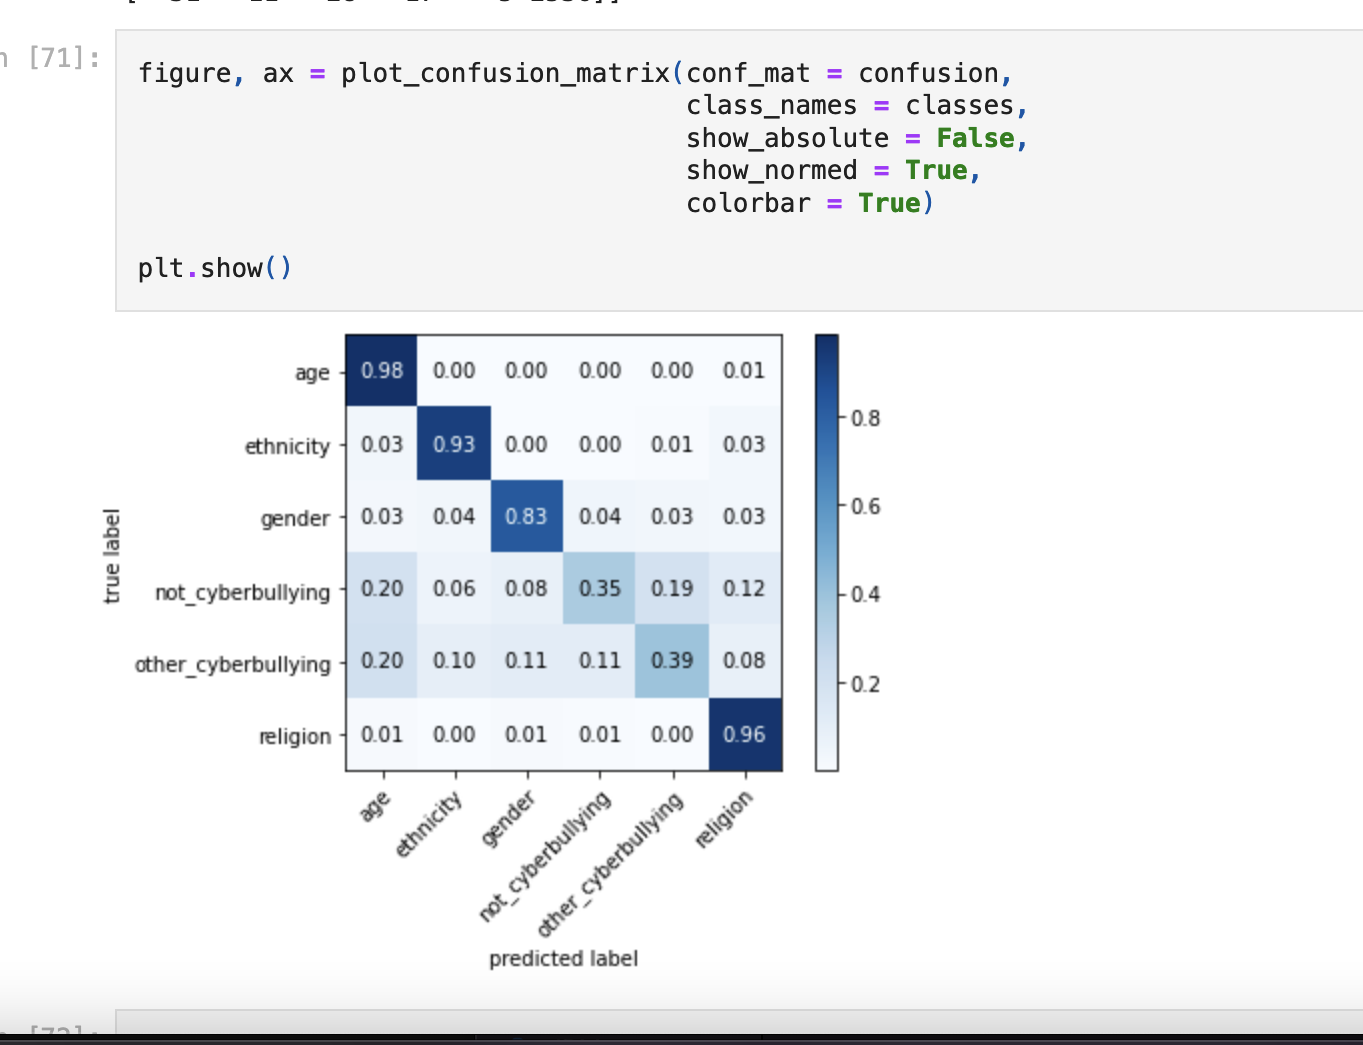 n [71]:
figure, ax = plot_confusion_matrix(conf_mat = confusion,
class_names = classes,
show_absolute = False,
show_normed = True,
colorbar = True)
plt.show()
age 0.98 0.00 0.00 0.00 0.00 0.01
ethnicity 0.03 0.93 0.00 0.00 0.01 0.03
gender 0.03 0.04 0.83 0.04 0.03 0.03
not_cyberbullying 0.20 0.06 0.08 0.35 0.19 0.12
other_cyberbullying 0.20 0.10 0.11 0.11 0.39 0.08
religion 0.01 0.00 0.01 0.01 0.00 0.96
true label
0.8
0.6
0.4
0.2
age ethnicity gender not_cyberbullying other_cyberbullying religion
predicted label